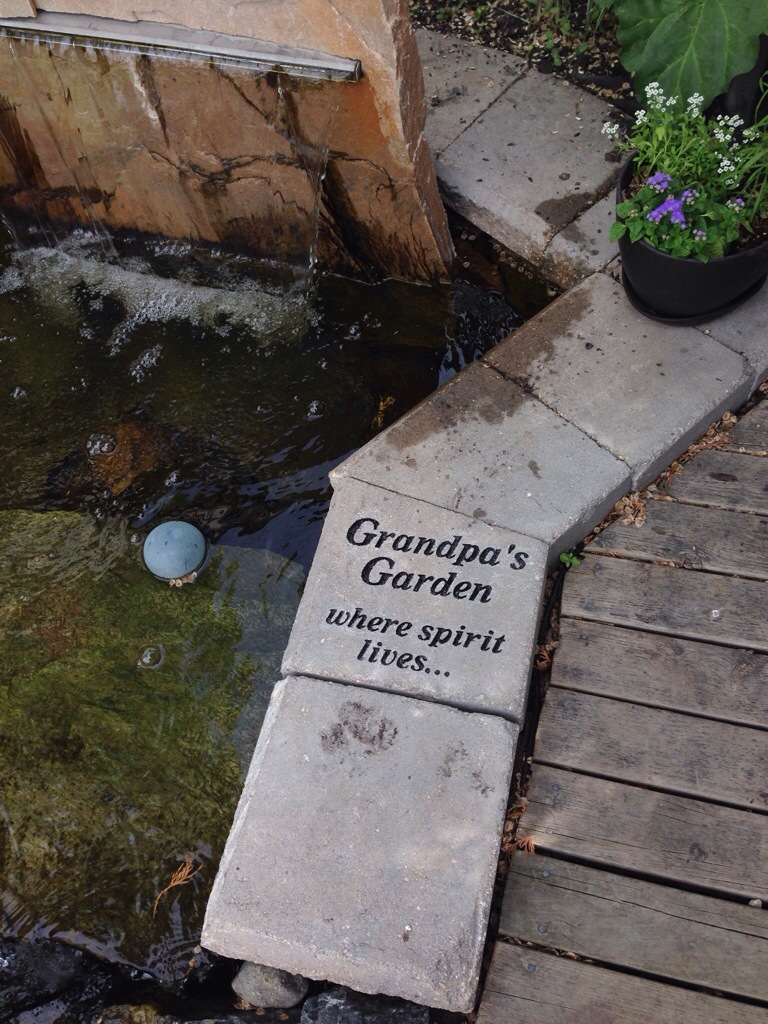 Grandpa's
Garden
where spirit
lives...